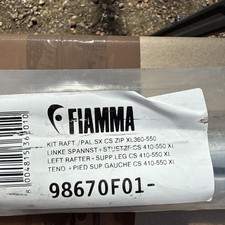 FIAMMA
KIT RAFT./PAL.SX CS ZIP XL360-550
LINKE SPANNST+STUETZF.CS 410-550 XL
LEFT RAFTER+SUPP.LEG CS 410-550 XL
TEND.+PIED SUP GAUCHE CS 410-550 XL
98670F01-